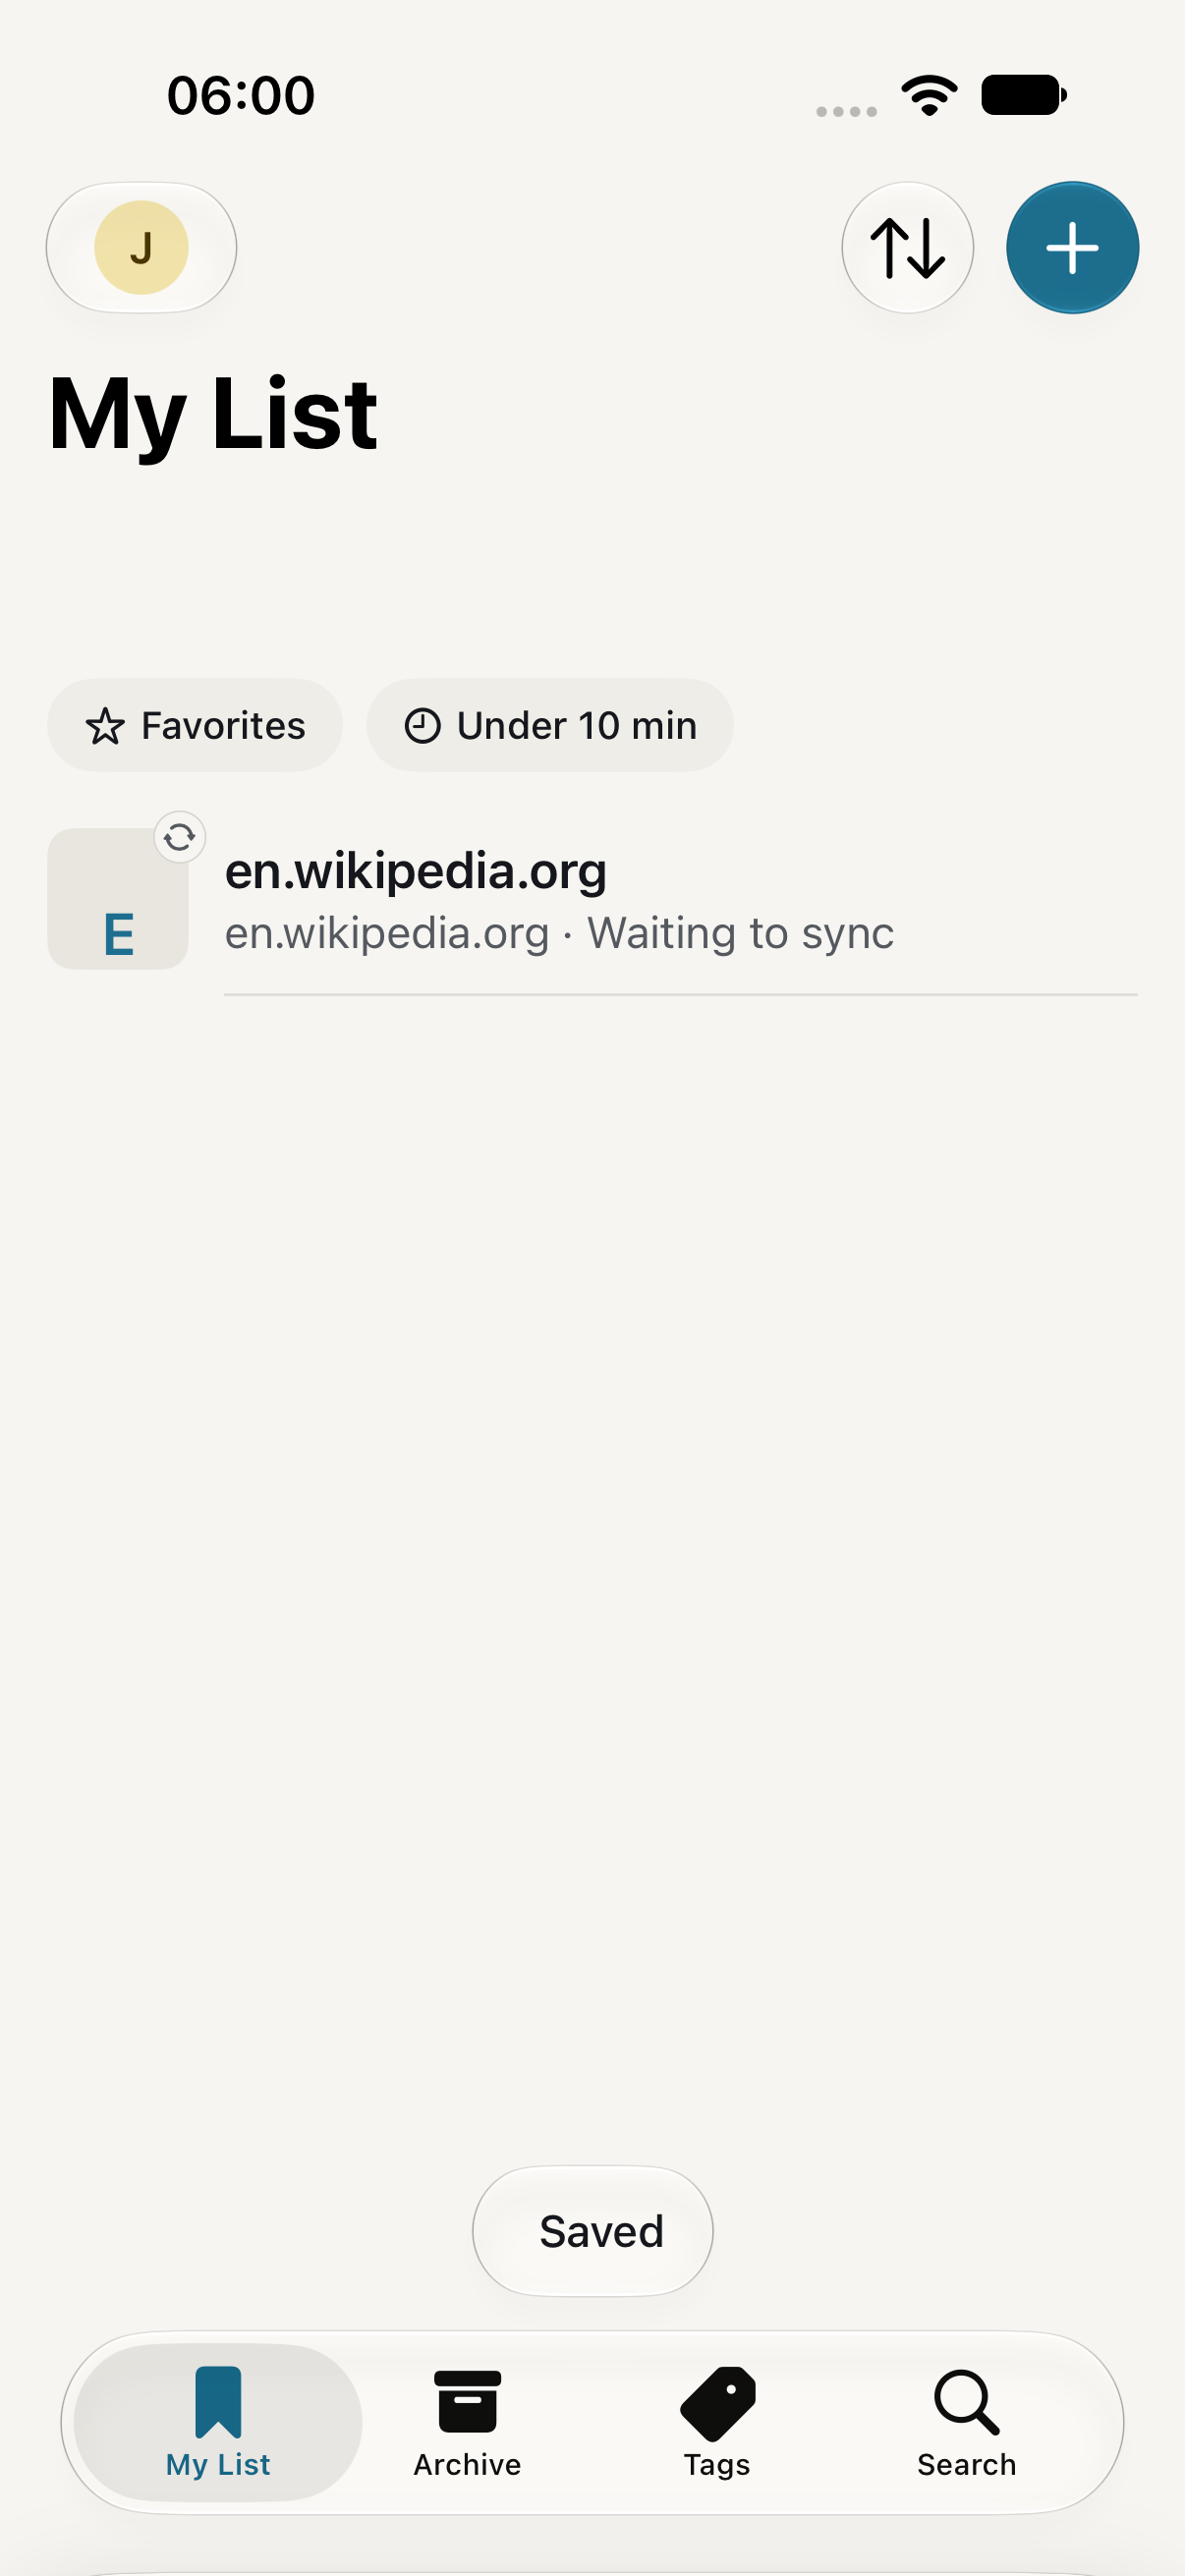 06:00
J
My List
Favorites
Under 10 min
E
en.wikipedia.org
en.wikipedia.org · Waiting to sync
Saved
My List
Archive
Tags
Search